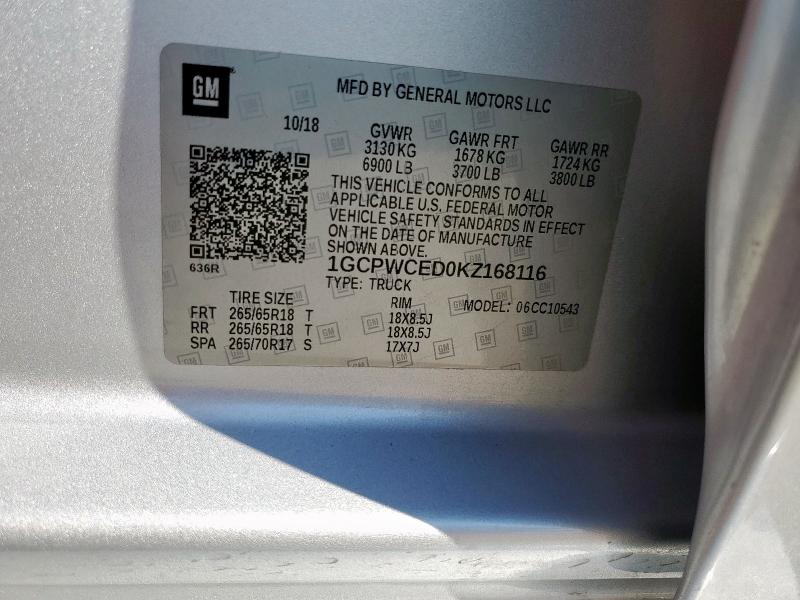 GM
MFD BY GENERAL MOTORS LLC
10/18 GVWR GAWR FRT GAWR RR
3130 KG 1678 KG 1724 KG
6900 LB 3700 LB 3800 LB
THIS VEHICLE CONFORMS TO ALL
APPLICABLE U.S. FEDERAL MOTOR
VEHICLE SAFETY STANDARDS IN EFFECT
ON THE DATE OF MANUFACTURE
SHOWN ABOVE.
636R
1GCPWCED0KZ168116
TYPE: TRUCK
TIRE SIZE RIM MODEL: 06CC10543
FRT 265/65R18 T 18X8.5J
RR 265/65R18 T 18X8.5J
SPA 265/70R17 S 17X7J